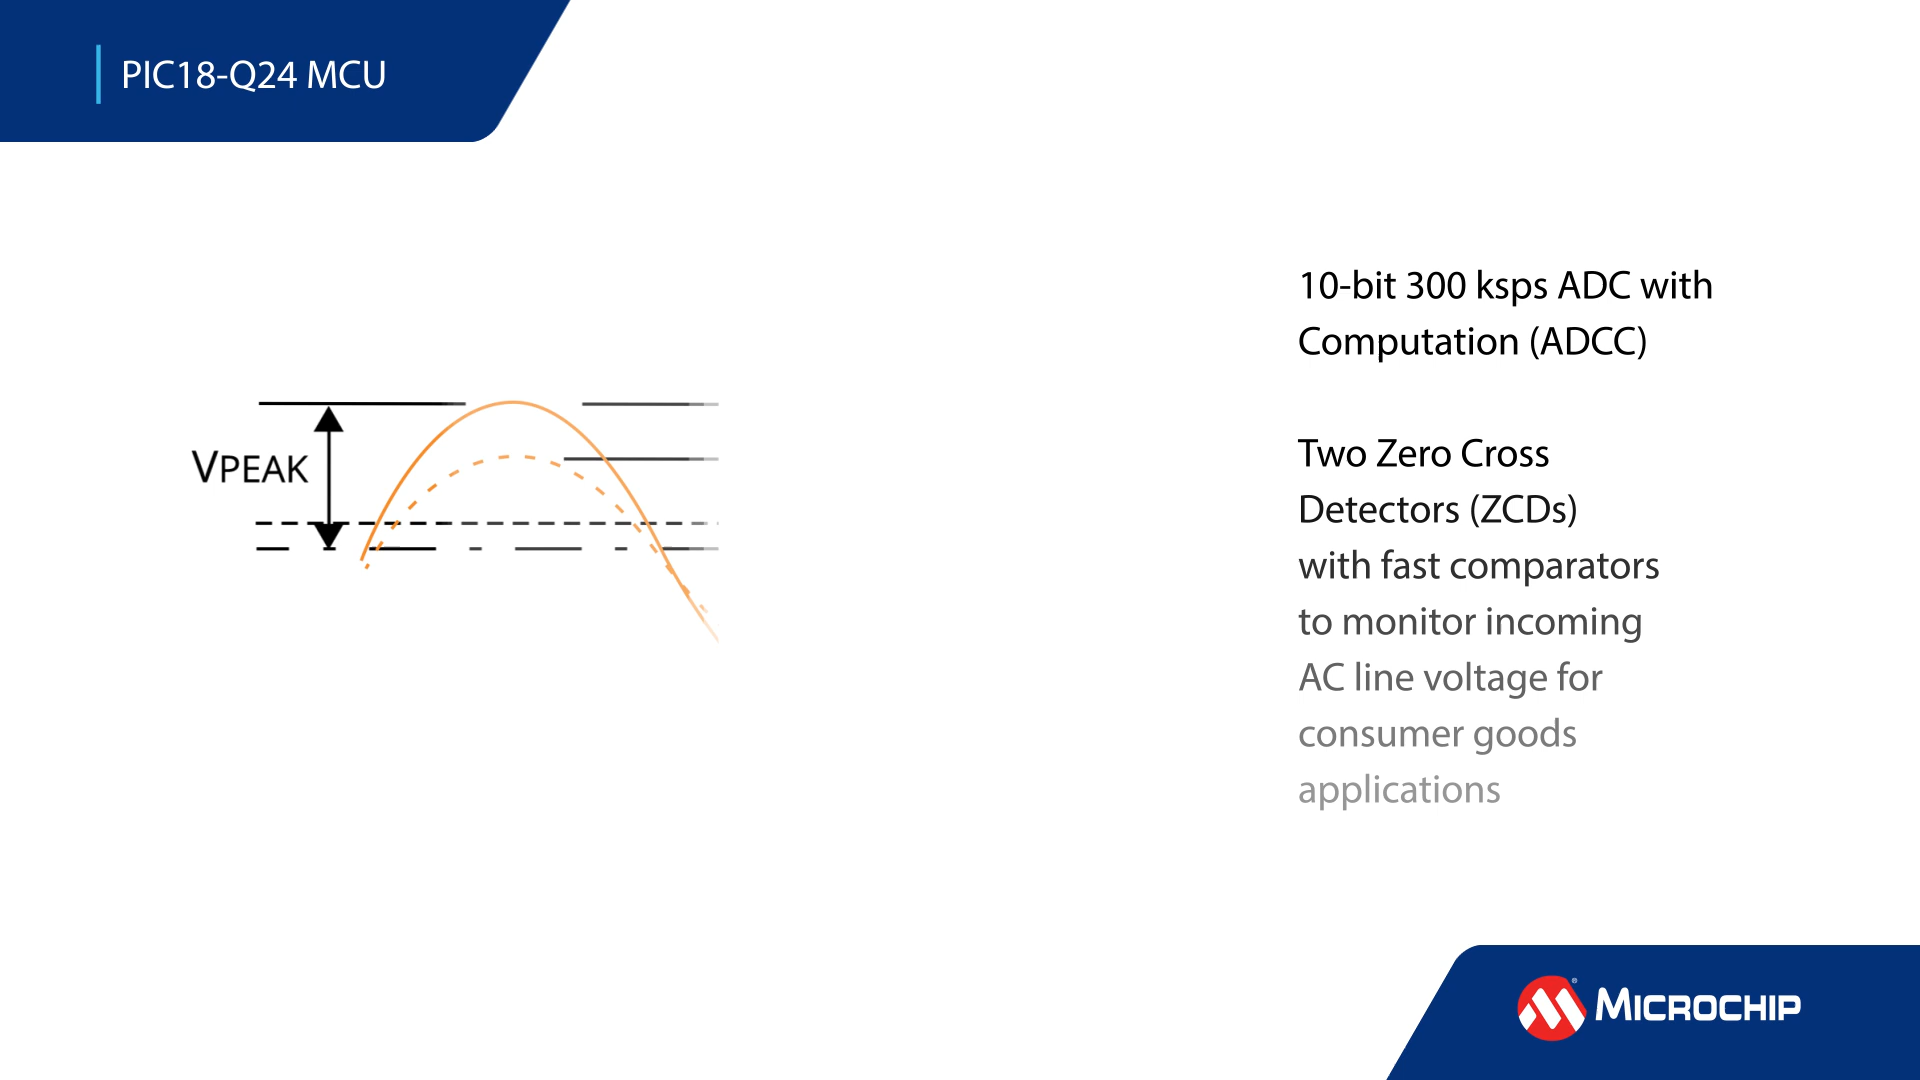 PIC18-Q24 MCU
10-bit 300 ksps ADC with
Computation (ADCC)
VPEAK
Two Zero Cross
Detectors (ZCDs)
with fast comparators
to monitor incoming
AC line voltage for
consumer goods
applications
MICROCHIP